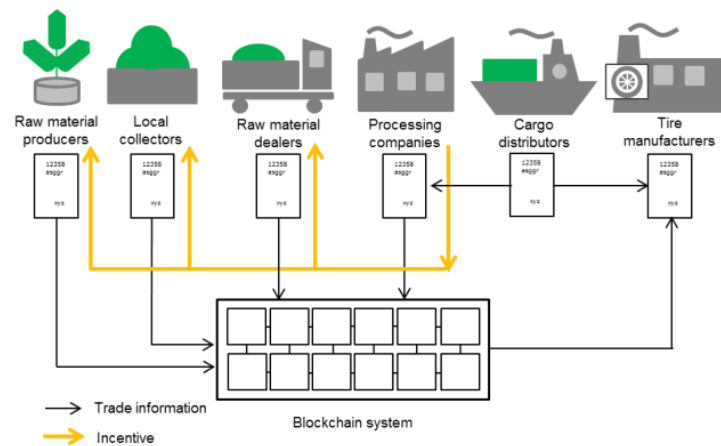 Raw material
producers
Local
collectors
Raw material
dealers
Processing
companies
Cargo
distributors
Tire
manufacturers
12358
asggr
xyz
12358
asggr
xyz
12358
asggr
xyz
12358
asggr
xyz
12358
asggr
xyz
12358
asggr
xyz
Trade information
Incentive
Blockchain system